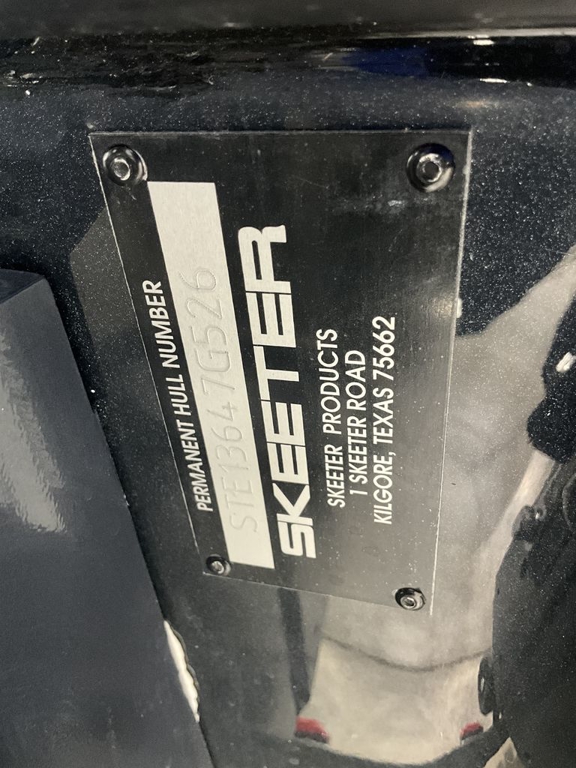 PERMANENT HULL NUMBER
STE13647G526
SKEETER
SKEETER PRODUCTS
1 SKEETER ROAD
KILGORE, TEXAS 75662